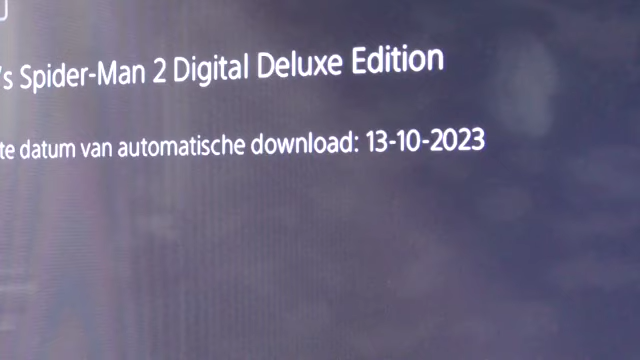 's Spider-Man 2 Digital Deluxe Edition
te datum van automatische download: 13-10-2023